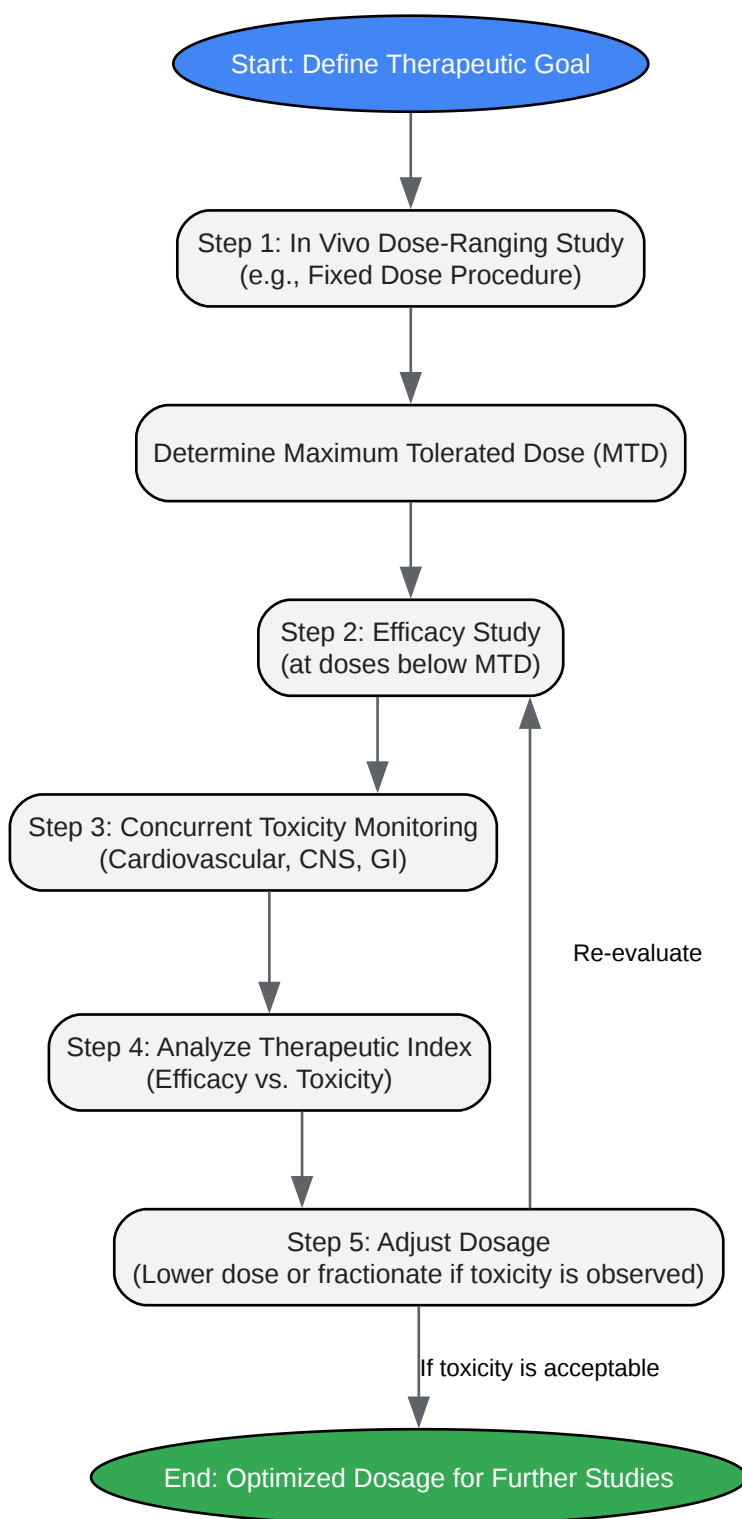 Start: Define Therapeutic Goal
Step 1: In Vivo Dose-Ranging Study
(e.g., Fixed Dose Procedure)
Determine Maximum Tolerated Dose (MTD)
Step 2: Efficacy Study
(at doses below MTD)
Step 3: Concurrent Toxicity Monitoring
(Cardiovascular, CNS, GI)
Re-evaluate
Step 4: Analyze Therapeutic Index
(Efficacy vs. Toxicity)
Step 5: Adjust Dosage
(Lower dose or fractionate if toxicity is observed)
If toxicity is acceptable
End: Optimized Dosage for Further Studies